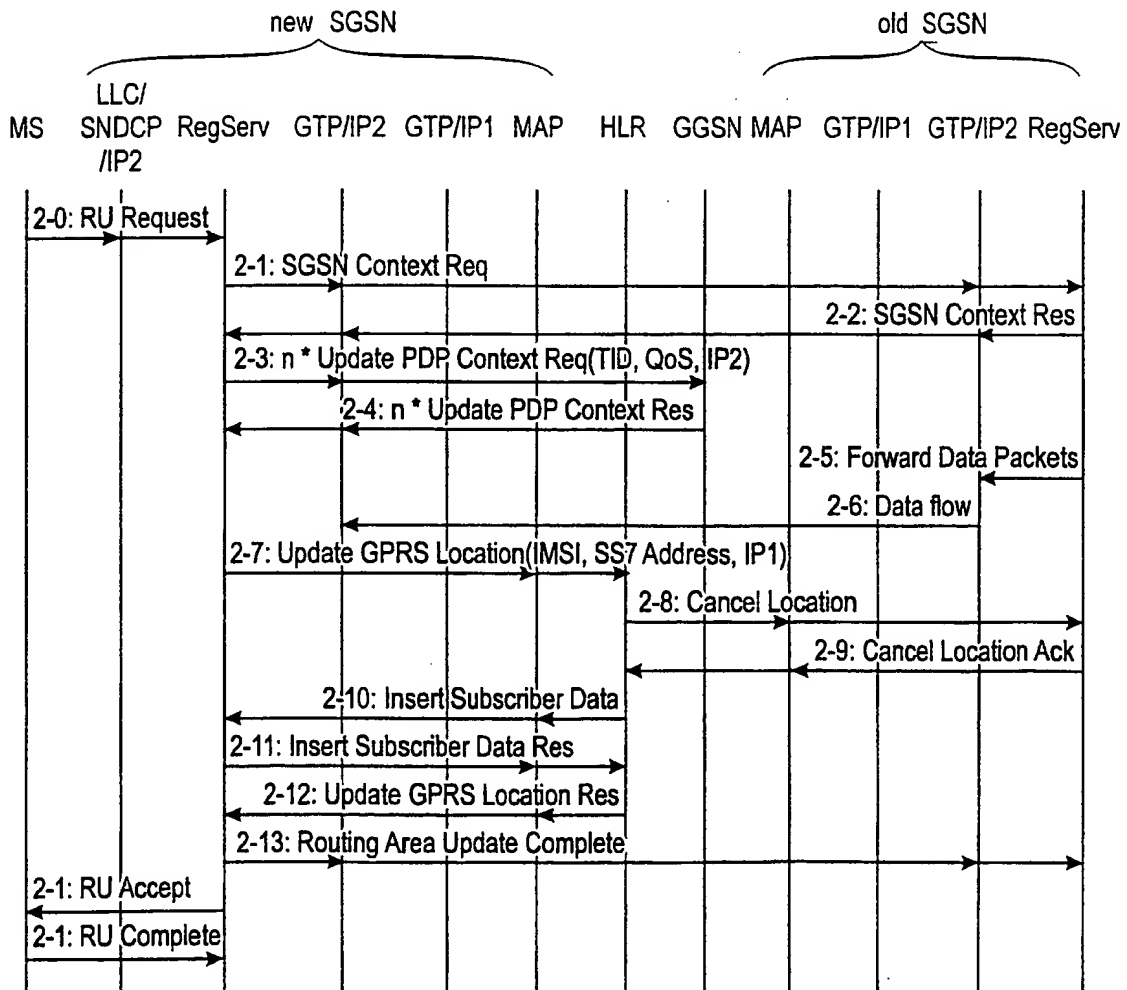 new SGSN
old SGSN
LLC/
MS SNDCP RegServ GTP/IP2 GTP/IP1 MAP HLR GGSN MAP GTP/IP1 GTP/IP2 RegServ
/IP2
2-0: RU Request
2-1: SGSN Context Req
2-2: SGSN Context Res
2-3: n * Update PDP Context Req(TID, QoS, IP2)
2-4: n * Update PDP Context Res
2-5: Forward Data Packets
2-6: Data flow
2-7: Update GPRS Location(IMSI, SS7 Address, IP1)
2-8: Cancel Location
2-9: Cancel Location Ack
2-10: Insert Subscriber Data
2-11: Insert Subscriber Data Res
2-12: Update GPRS Location Res
2-13: Routing Area Update Complete
2-1: RU Accept
2-1: RU Complete